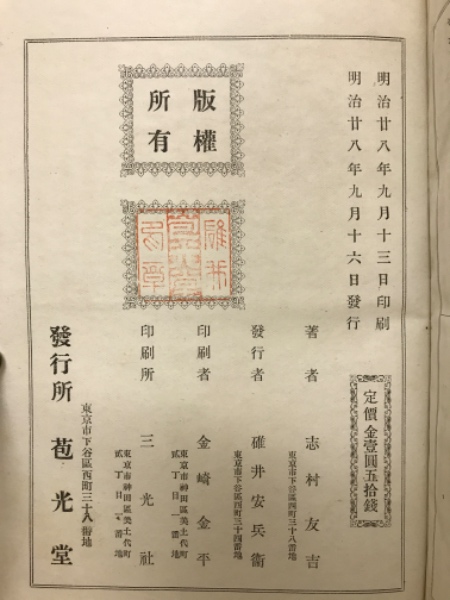 明治廿八年九月十三日印刷
明治廿八年九月十六日發行
版權
所有
定價金壹圓五拾錢
著者 志村友吉
東京市下谷區西町三十八番地
發行者 碓井安兵衞
東京市下谷區西町三十四番地
印刷者 金崎金平
東京市神田區美土代町
貳丁目一番地
印刷所 三光社
東京市神田區美土代町
貳丁目一番地
東京市下谷區西町三十八番地
發行所 苞光堂